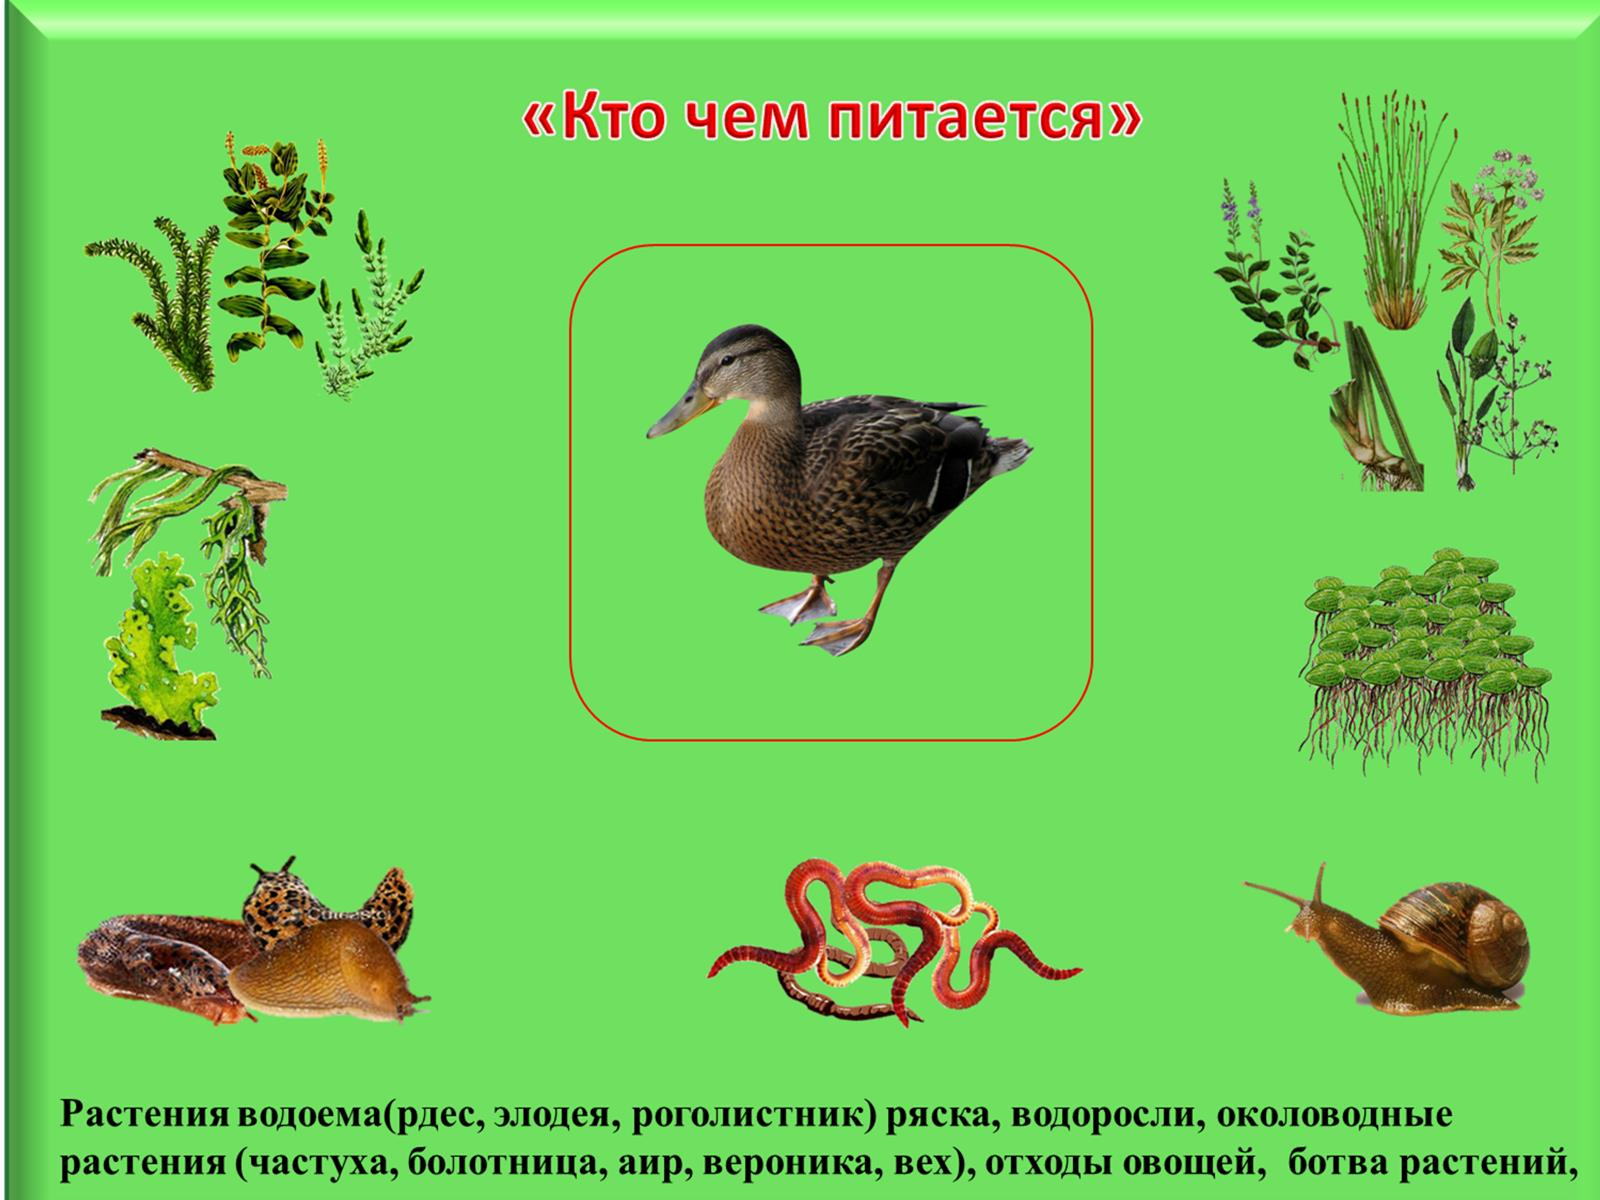 «Кто чем питается»
Растения водоема(рдес, элодея, роголистник) ряска, водоросли, околоводные
растения (частуха, болотница, аир, вероника, вех), отходы овощей, ботва растений,